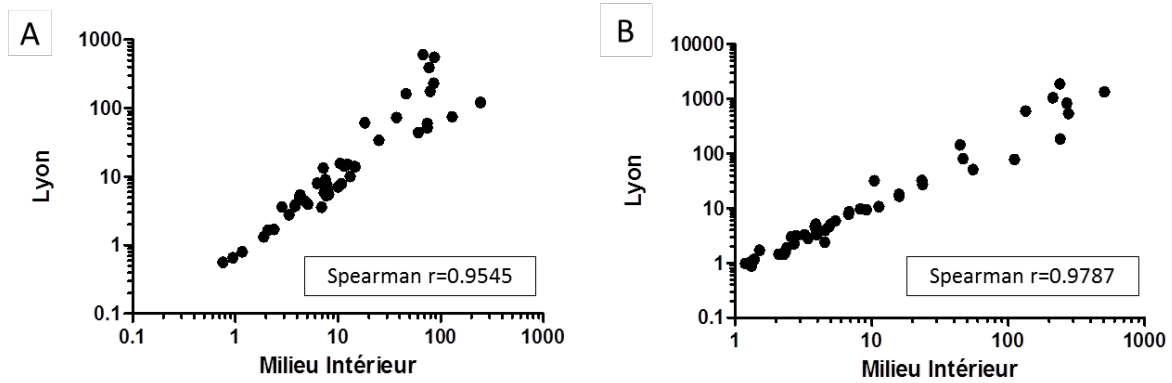 A
1000
100
10
1
0.1
Lyon
0.1 1 10 100 1000
Milieu Intérieur
Spearman r=0.9545
B
10000
1000
100
10
1
0.1
Lyon
1 10 100 1000
Milieu Intérieur
Spearman r=0.9787